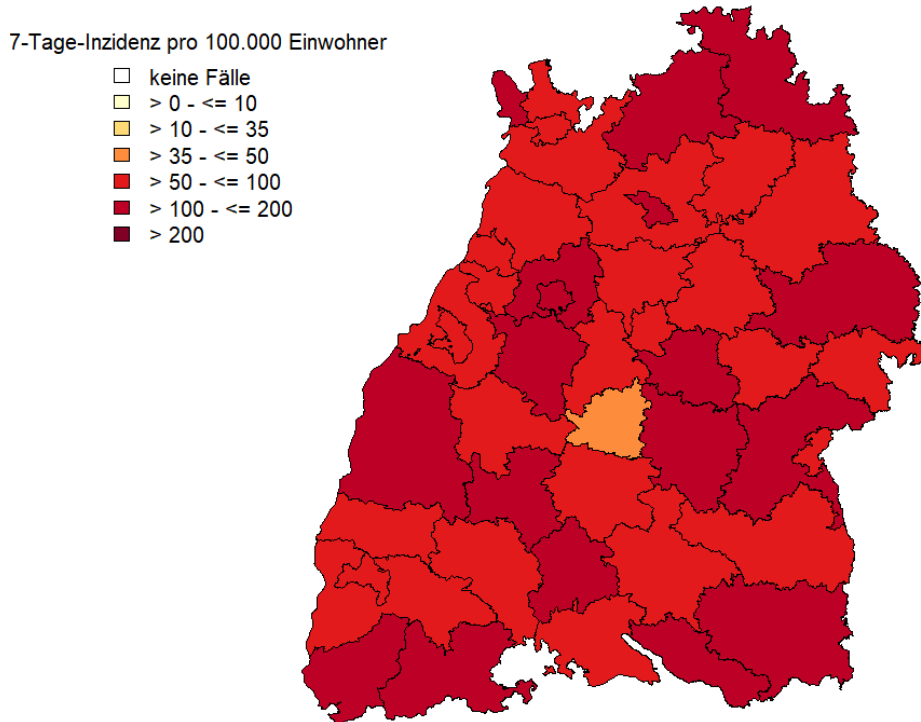 7-Tage-Inzidenz pro 100.000 Einwohner
keine Fälle
> 0 - <= 10
> 10 - <= 35
> 35 - <= 50
> 50 - <= 100
> 100 - <= 200
> 200